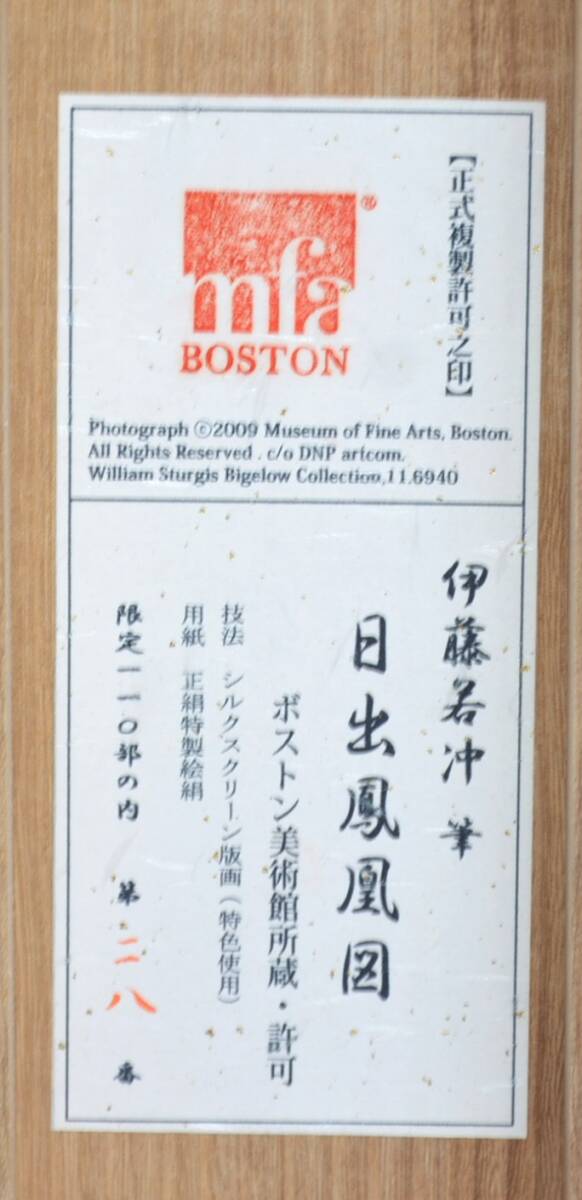 【正式複製許可之印】
mfa®
BOSTON
Photograph ©2009 Museum of Fine Arts, Boston.
All Rights Reserved . c/o DNP artcom.
William Sturgis Bigelow Collection,11.6940
伊藤若冲 筆
日出鳳凰図
ボストン美術館所蔵・許可
技法 シルクスクリーン版画(特色使用)
用紙 正絹特製絵絹
限定一一〇部の内 第二八番